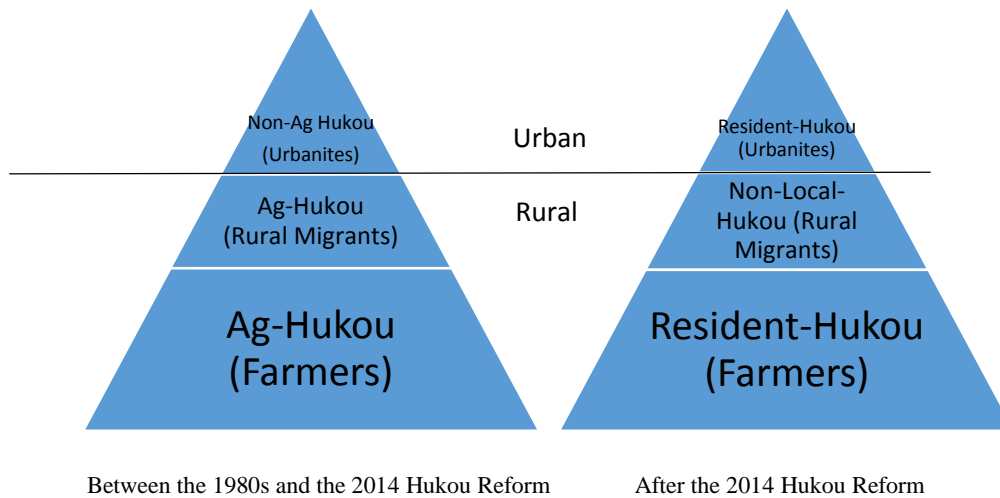 Non-Ag Hukou
(Urbanites)
Ag-Hukou
(Rural Migrants)
Ag-Hukou
(Farmers)
Urban
Rural
Resident-Hukou
(Urbanites)
Non-Local-
Hukou (Rural
Migrants)
Resident-Hukou
(Farmers)
Between the 1980s and the 2014 Hukou Reform
After the 2014 Hukou Reform